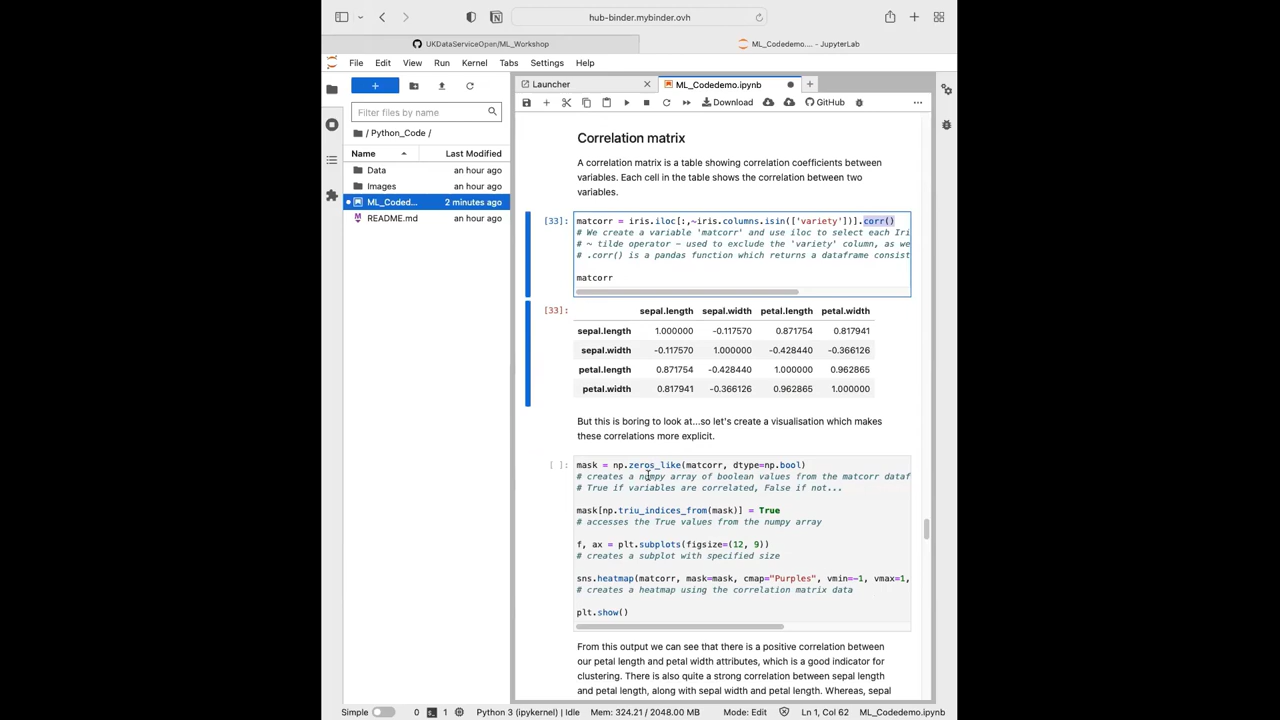 hub-binder.mybinder.ovh
UKDataServiceOpen/ML_Workshop
ML_Codedemo.... - JupyterLab
File Edit View Run Kernel Tabs Settings Help
Launcher
ML_Codedemo.ipynb
Download
GitHub
Filter files by name
/ Python_Code /
Name Last Modified
Data an hour ago
Images an hour ago
ML_Coded... 2 minutes ago
README.md an hour ago
Correlation matrix
A correlation matrix is a table showing correlation coefficients between
variables. Each cell in the table shows the correlation between two
variables.
[33]: matcorr = iris.iloc[:,~iris.columns.isin(['variety'])].corr()
# We create a variable 'matcorr' and use iloc to select each Iri
# ~ tilde operator – used to exclude the 'variety' column, as we
# .corr() is a pandas function which returns a dataframe consist
matcorr
[33]: sepal.length sepal.width petal.length petal.width
sepal.length 1.000000 -0.117570 0.871754 0.817941
sepal.width -0.117570 1.000000 -0.428440 -0.366126
petal.length 0.871754 -0.428440 1.000000 0.962865
petal.width 0.817941 -0.366126 0.962865 1.000000
But this is boring to look at...so let's create a visualisation which makes
these correlations more explicit.
[ ]: mask = np.zeros_like(matcorr, dtype=np.bool)
# creates a numpy array of boolean values from the matcorr dataf
# True if variables are correlated, False if not...
mask[np.triu_indices_from(mask)] = True
# accesses the True values from the numpy array
f, ax = plt.subplots(figsize=(12, 9))
# creates a subplot with specified size
sns.heatmap(matcorr, mask=mask, cmap="Purples", vmin=-1, vmax=1,
# creates a heatmap using the correlation matrix data
plt.show()
From this output we can see that there is a positive correlation between
our petal length and petal width attributes, which is a good indicator for
clustering. There is also quite a strong correlation between sepal length
and petal length, along with sepal width and petal length. Whereas, sepal
Simple 0 1 Python 3 (ipykernel) | Idle Mem: 324.21 / 2048.00 MB Mode: Edit Ln 1, Col 62 ML_Codedemo.ipynb